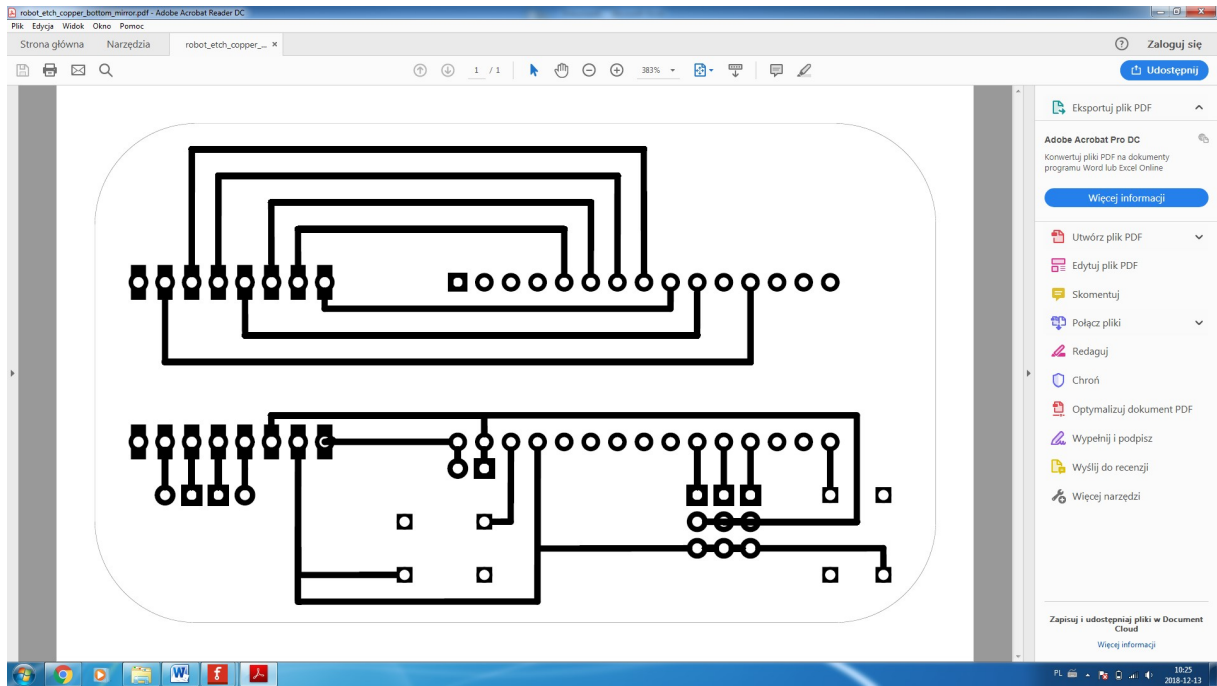 robot_etch_copper_bottom_mirror.pdf - Adobe Acrobat Reader DC
Plik Edycja Widok Okno Pomoc
Strona główna Narzędzia robot_etch_copper_... ×
Zaloguj się
1 / 1 383%
Udostępnij
Eksportuj plik PDF
Adobe Acrobat Pro DC
Konwertuj pliki PDF na dokumenty
programu Word lub Excel Online
Więcej informacji
Utwórz plik PDF
Edytuj plik PDF
Skomentuj
Połącz pliki
Redaguj
Chroń
Optymalizuj dokument PDF
Wypełnij i podpisz
Wyślij do recenzji
Więcej narzędzi
Zapisuj i udostępniaj pliki w Document
Cloud
Więcej informacji
PL 10:25
2018-12-13